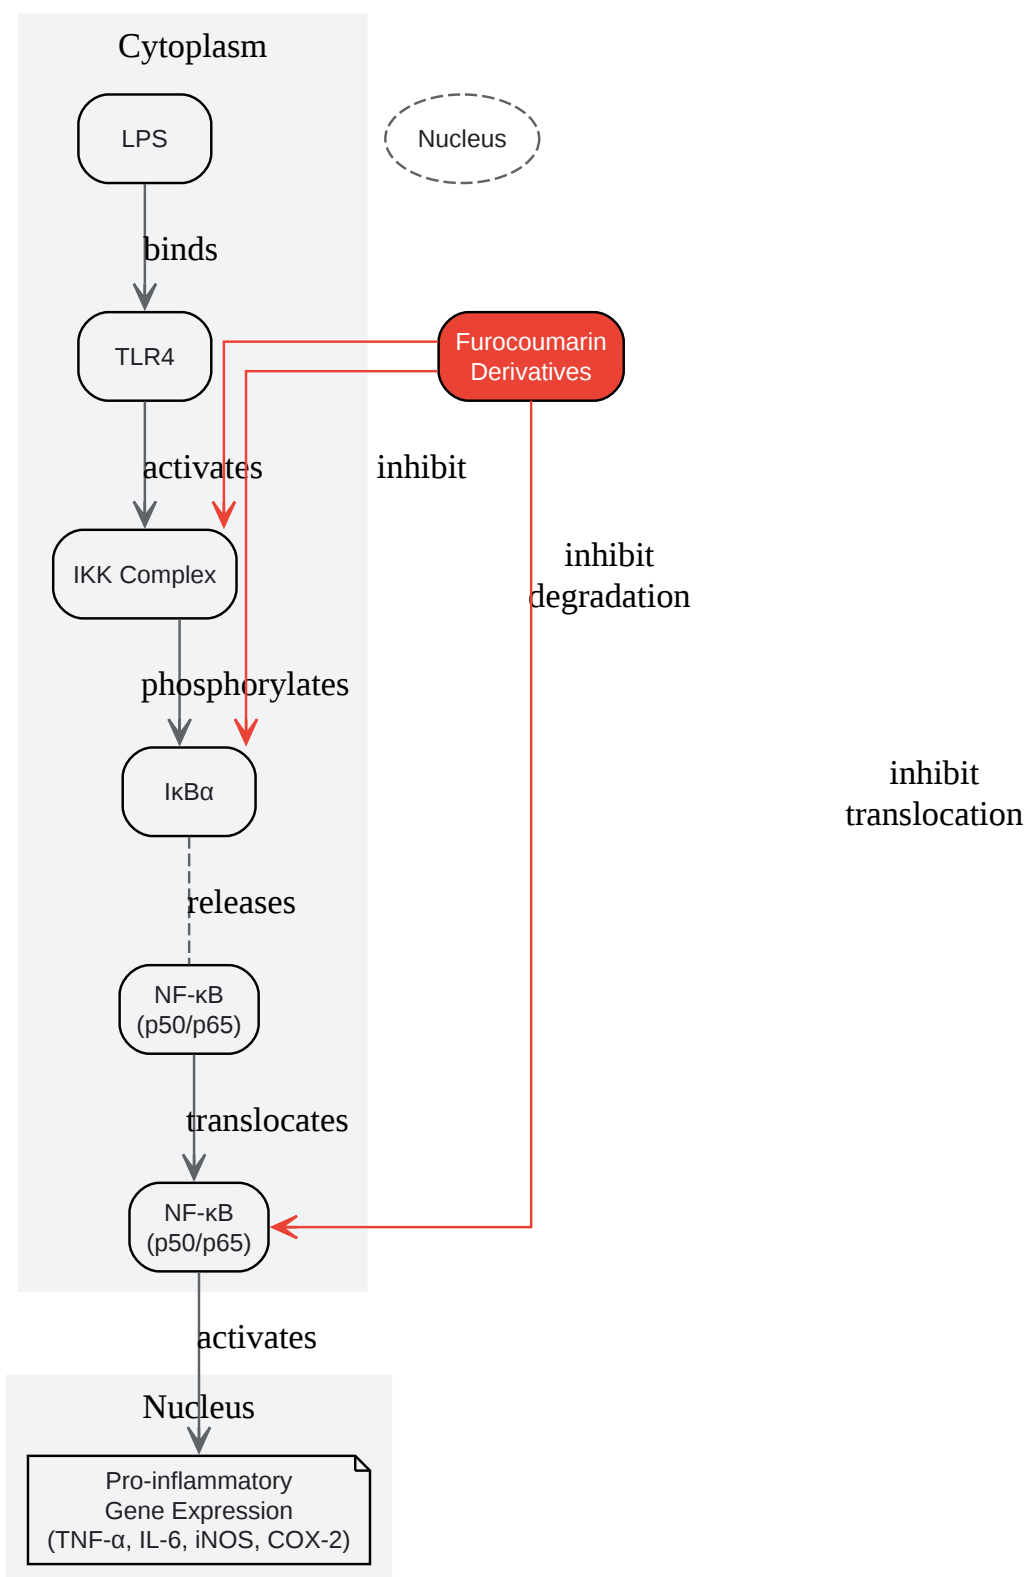 Cytoplasm
LPS
Nucleus
binds
TLR4
Furocoumarin
Derivatives
activates
inhibit
IKK Complex
inhibit
degradation
phosphorylates
IκBα
inhibit
translocation
releases
NF-κB
(p50/p65)
translocates
NF-κB
(p50/p65)
activates
Nucleus
Pro-inflammatory
Gene Expression
(TNF-α, IL-6, iNOS, COX-2)